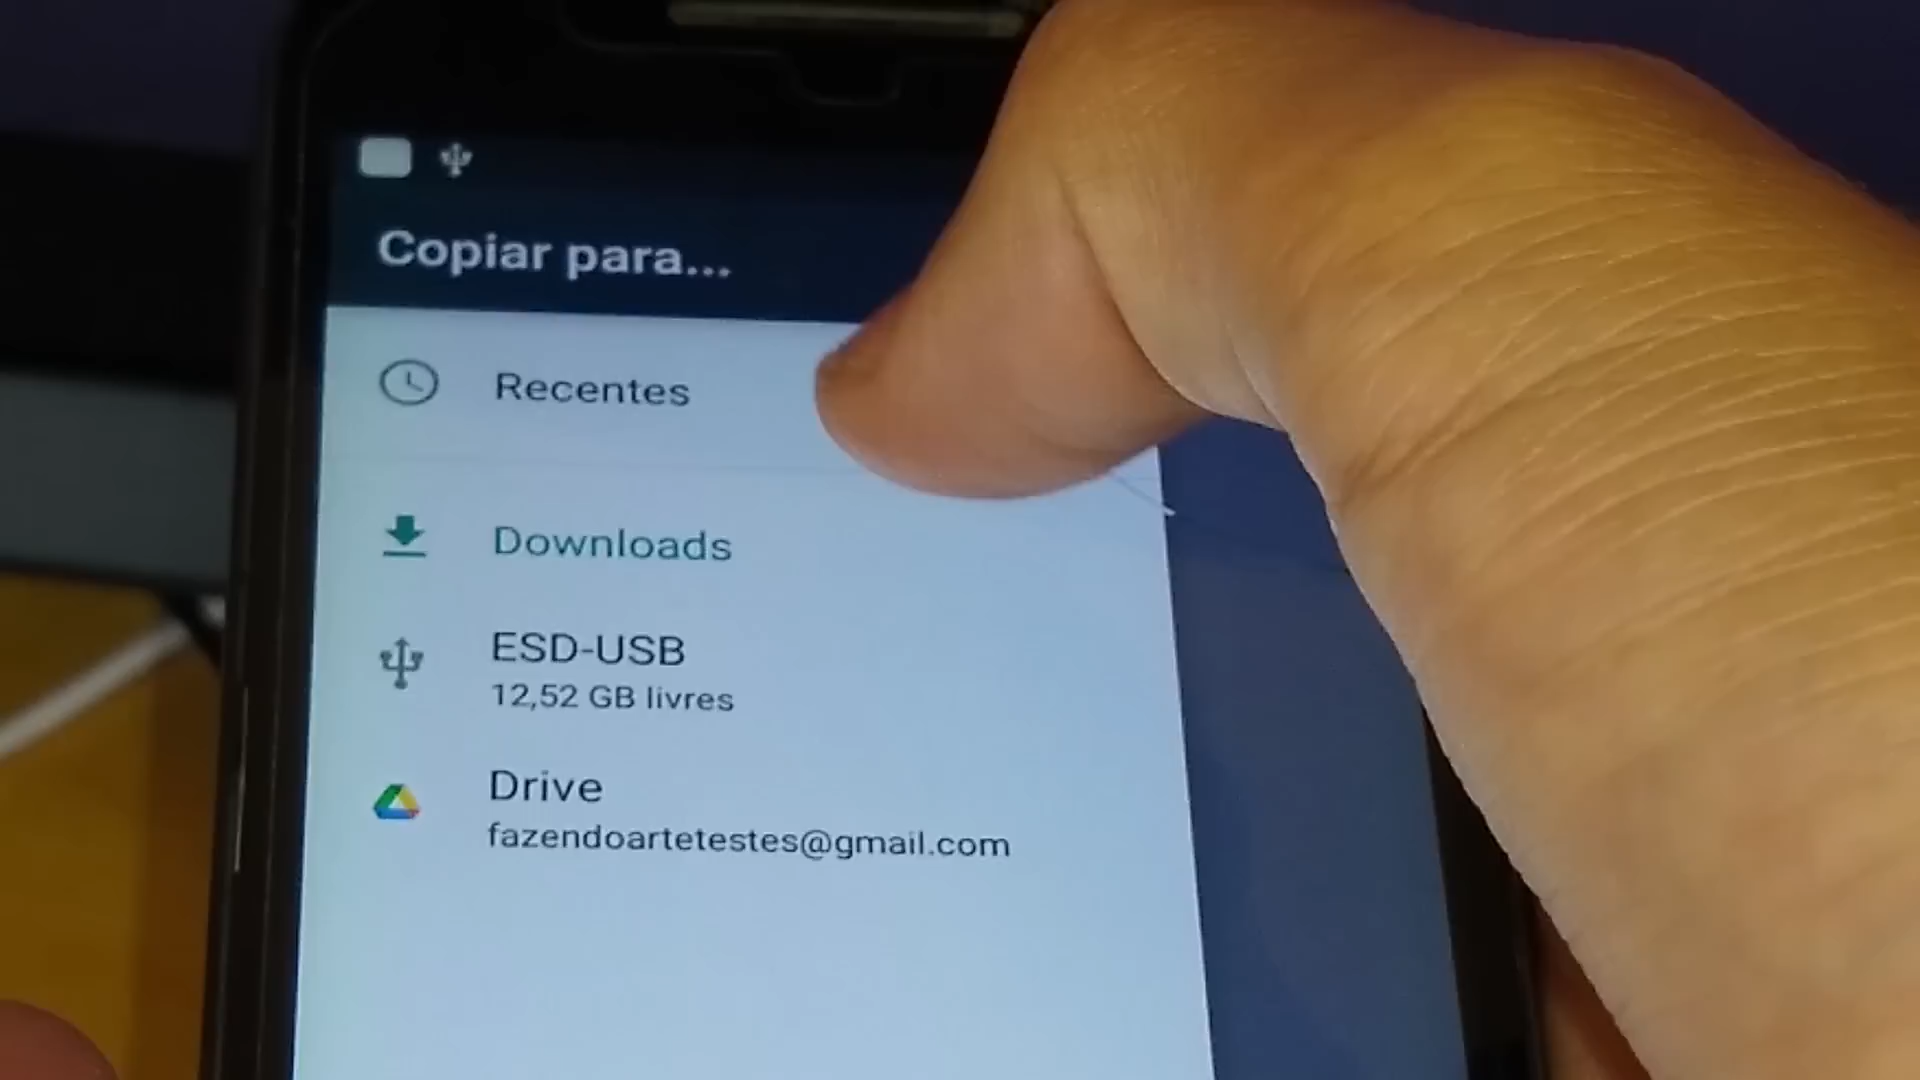 Copiar para...
Recentes
Downloads
ESD-USB
12,52 GB livres
Drive
fazendoartetestes@gmail.com